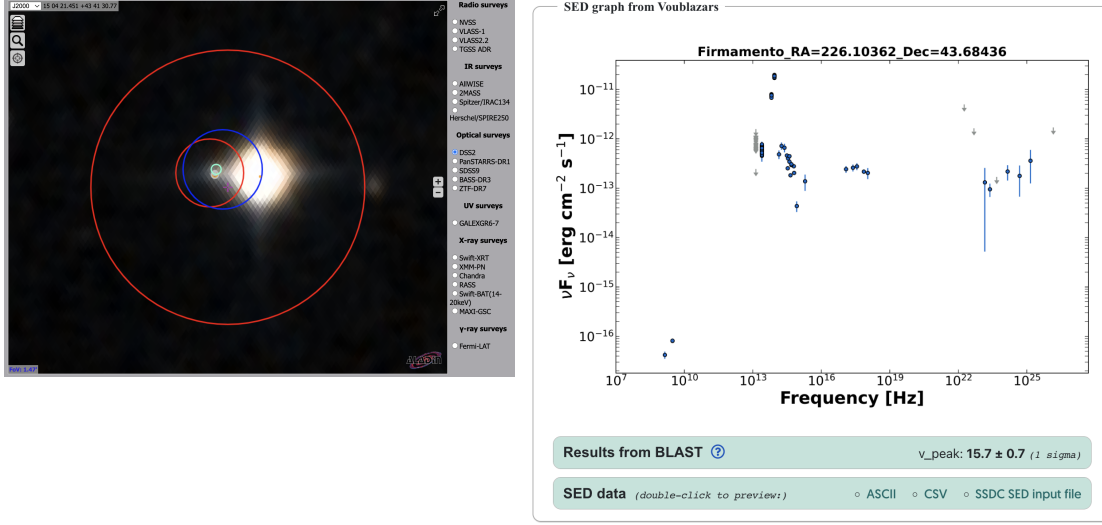 J2000 15 04 21.451 +43 41 30.77
Radio surveys
NVSS
VLASS-1
VLASS2.2
TGSS ADR
IR surveys
AllWISE
2MASS
Spitzer/IRAC134
Herschel/SPIRE250
Optical surveys
DSS2
PanSTARRS-DR1
SDSS9
BASS-DR3
ZTF-DR7
UV surveys
GALEXGR6-7
X-ray surveys
Swift-XRT
XMM-PN
Chandra
RASS
Swift-BAT(14-
20keV)
MAXI-GSC
γ-ray surveys
Fermi-LAT
+
−
ALADIN
FoV: 1.67'
SED graph from Voublazars
Firmamento_RA=226.10362_Dec=43.68436
νFν [erg cm⁻² s⁻¹]
10⁻¹¹
10⁻¹²
10⁻¹³
10⁻¹⁴
10⁻¹⁵
10⁻¹⁶
10⁷ 10¹⁰ 10¹³ 10¹⁶ 10¹⁹ 10²² 10²⁵
Frequency [Hz]
Results from BLAST ? ν_peak: 15.7 ± 0.7 (1 sigma)
SED data (double-click to preview:) ASCII CSV SSDC SED input file